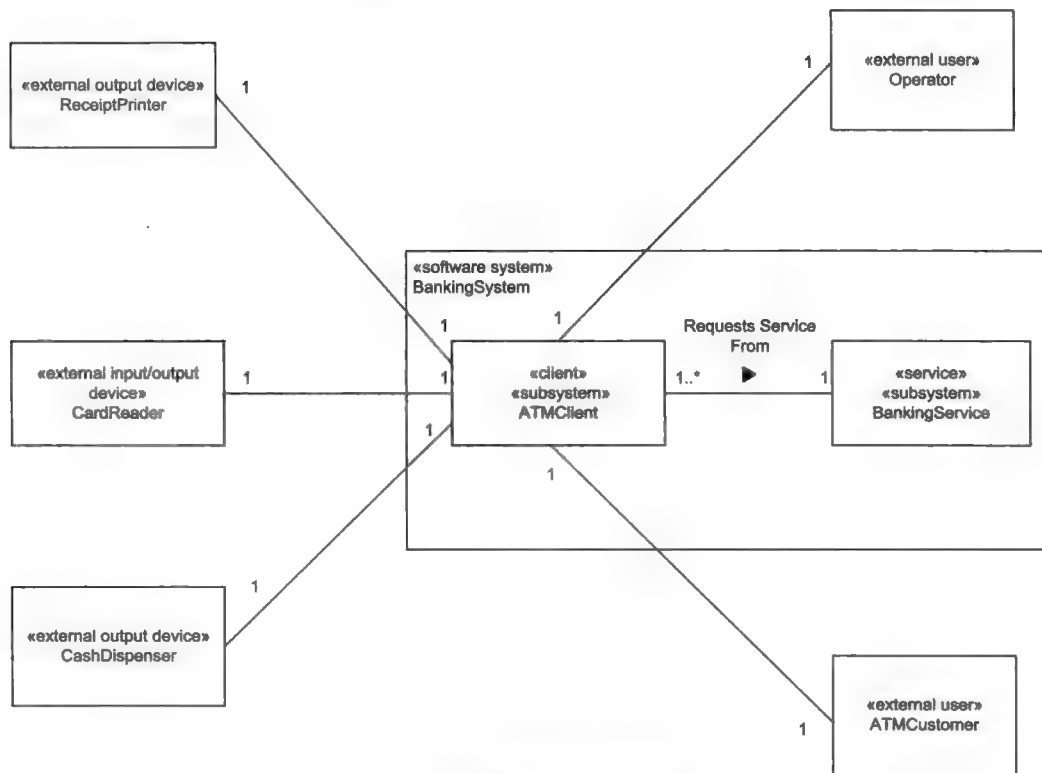 «external output device»
ReceiptPrinter
1
1
«external user»
Operator
«software system»
BankingSystem
1
1
Requests Service
From
«external input/output
device»
CardReader
1
1
«client»
«subsystem»
ATMClient
1..*
1
«service»
«subsystem»
BankingService
1
1
1
«external output device»
CashDispenser
1
«external user»
ATMCustomer